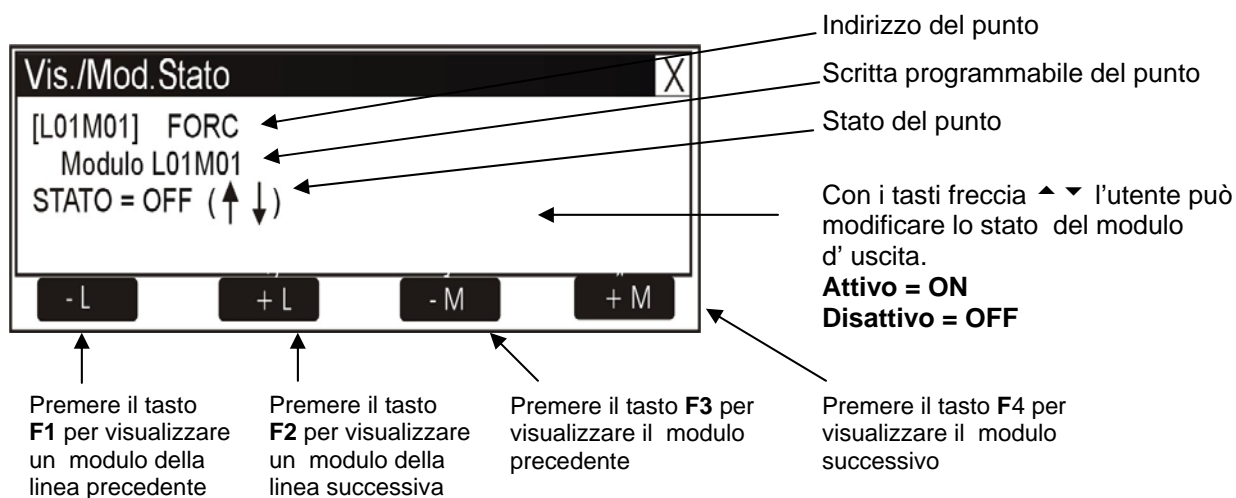 Vis./Mod.Stato X
[L01M01] FORC
Modulo L01M01
STATO = OFF (↑ ↓)
- L + L - M + M
Indirizzo del punto
Scritta programmabile del punto
Stato del punto
Con i tasti freccia ▲ ▼ l'utente può
modificare lo stato del modulo
d' uscita.
Attivo = ON
Disattivo = OFF
Premere il tasto
F1 per visualizzare
un modulo della
linea precedente
Premere il tasto
F2 per visualizzare
un modulo della
linea successiva
Premere il tasto F3 per
visualizzare il modulo
precedente
Premere il tasto F4 per
visualizzare il modulo
successivo